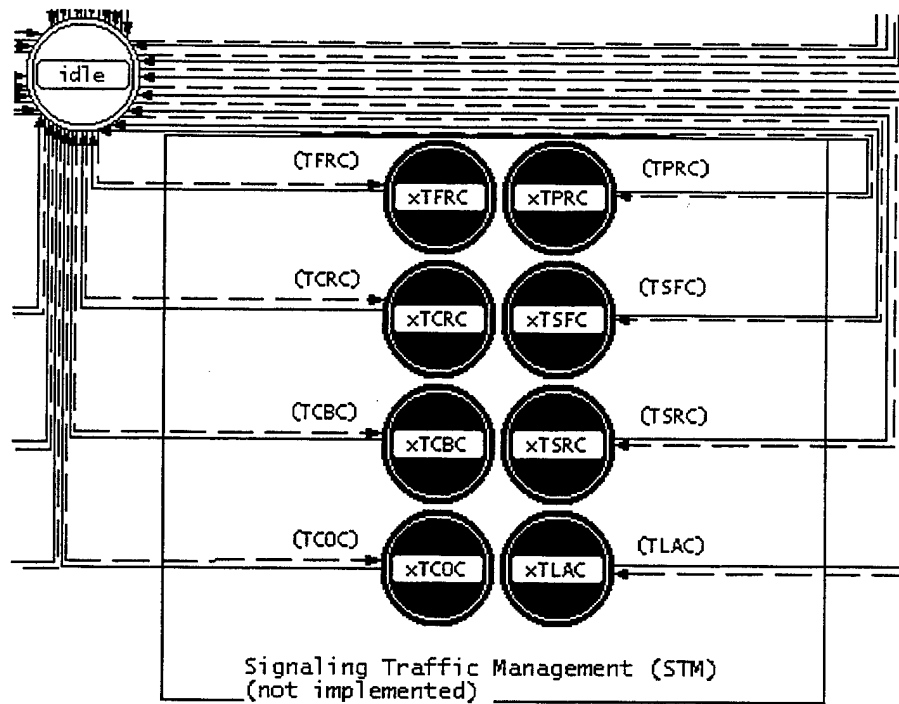 idle
(TFRC)
(TPRC)
xTFRC
xTPRC
(TCRC)
(TSFC)
xTCRC
xTSFC
(TCBC)
(TSRC)
xTCBC
xTSRC
(TCOC)
(TLAC)
xTCOC
xTLAC
Signaling Traffic Management (STM)
(not implemented)